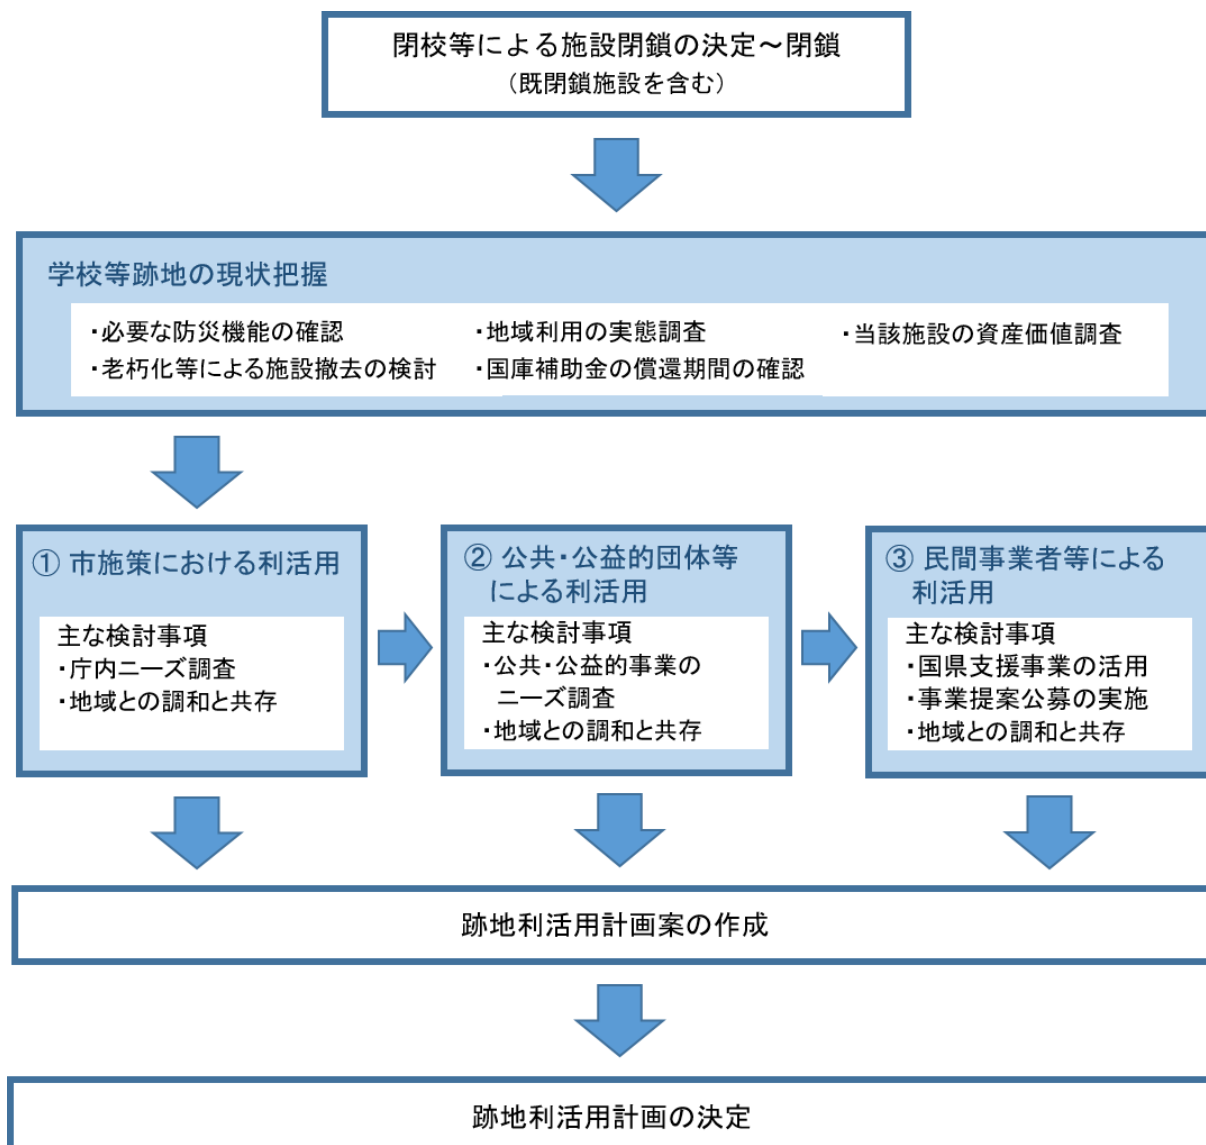 閉校等による施設閉鎖の決定～閉鎖
（既閉鎖施設を含む）
学校等跡地の現状把握
・必要な防災機能の確認
・老朽化等による施設撤去の検討
・地域利用の実態調査
・国庫補助金の償還期間の確認
・当該施設の資産価値調査
① 市施策における利活用
主な検討事項
・庁内ニーズ調査
・地域との調和と共存
② 公共・公益的団体等
による利活用
主な検討事項
・公共・公益的事業の
ニーズ調査
・地域との調和と共存
③ 民間事業者等による
利活用
主な検討事項
・国県支援事業の活用
・事業提案公募の実施
・地域との調和と共存
跡地利活用計画案の作成
跡地利活用計画の決定